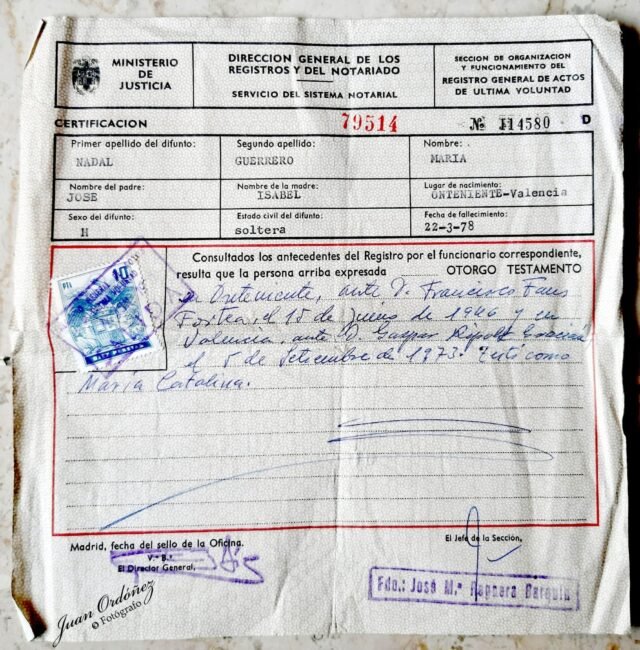 MINISTERIO DE JUSTICIA
DIRECCION GENERAL DE LOS REGISTROS Y DEL NOTARIADO
SERVICIO DEL SISTEMA NOTARIAL
SECCION DE ORGANIZACION Y FUNCIONAMIENTO DEL
REGISTRO GENERAL DE ACTOS DE ULTIMA VOLUNTAD
CERTIFICACION
79514
Nº 114580 D
Primer apellido del difunto:
NADAL
Segundo apellido:
GUERRERO
Nombre:
MARIA
Nombre del padre:
JOSE
Nombre de la madre:
ISABEL
Lugar de nacimiento:
ONTENIENTE-Valencia
Sexo del difunto:
H
Estado civil del difunto:
soltera
Fecha de fallecimiento:
22-3-78
Consultados los antecedentes del Registro por el funcionario correspondiente,
resulta que la persona arriba expresada OTORGO TESTAMENTO
en Onteniente, ante D. Francisco Faus
Fortea el 15 de Junio de 1946 y en
Valencia, ante D. Gaspar Ripoll
el 5 de Setiembre de 1973. como
María Catalina.
10
PTS
Madrid, fecha del sello de la Oficina.
V.º B.º
El Director General,
El Jefe de la Sección,
Fdo.: José M.ª
Juan Ordóñez
© Fotógrafo